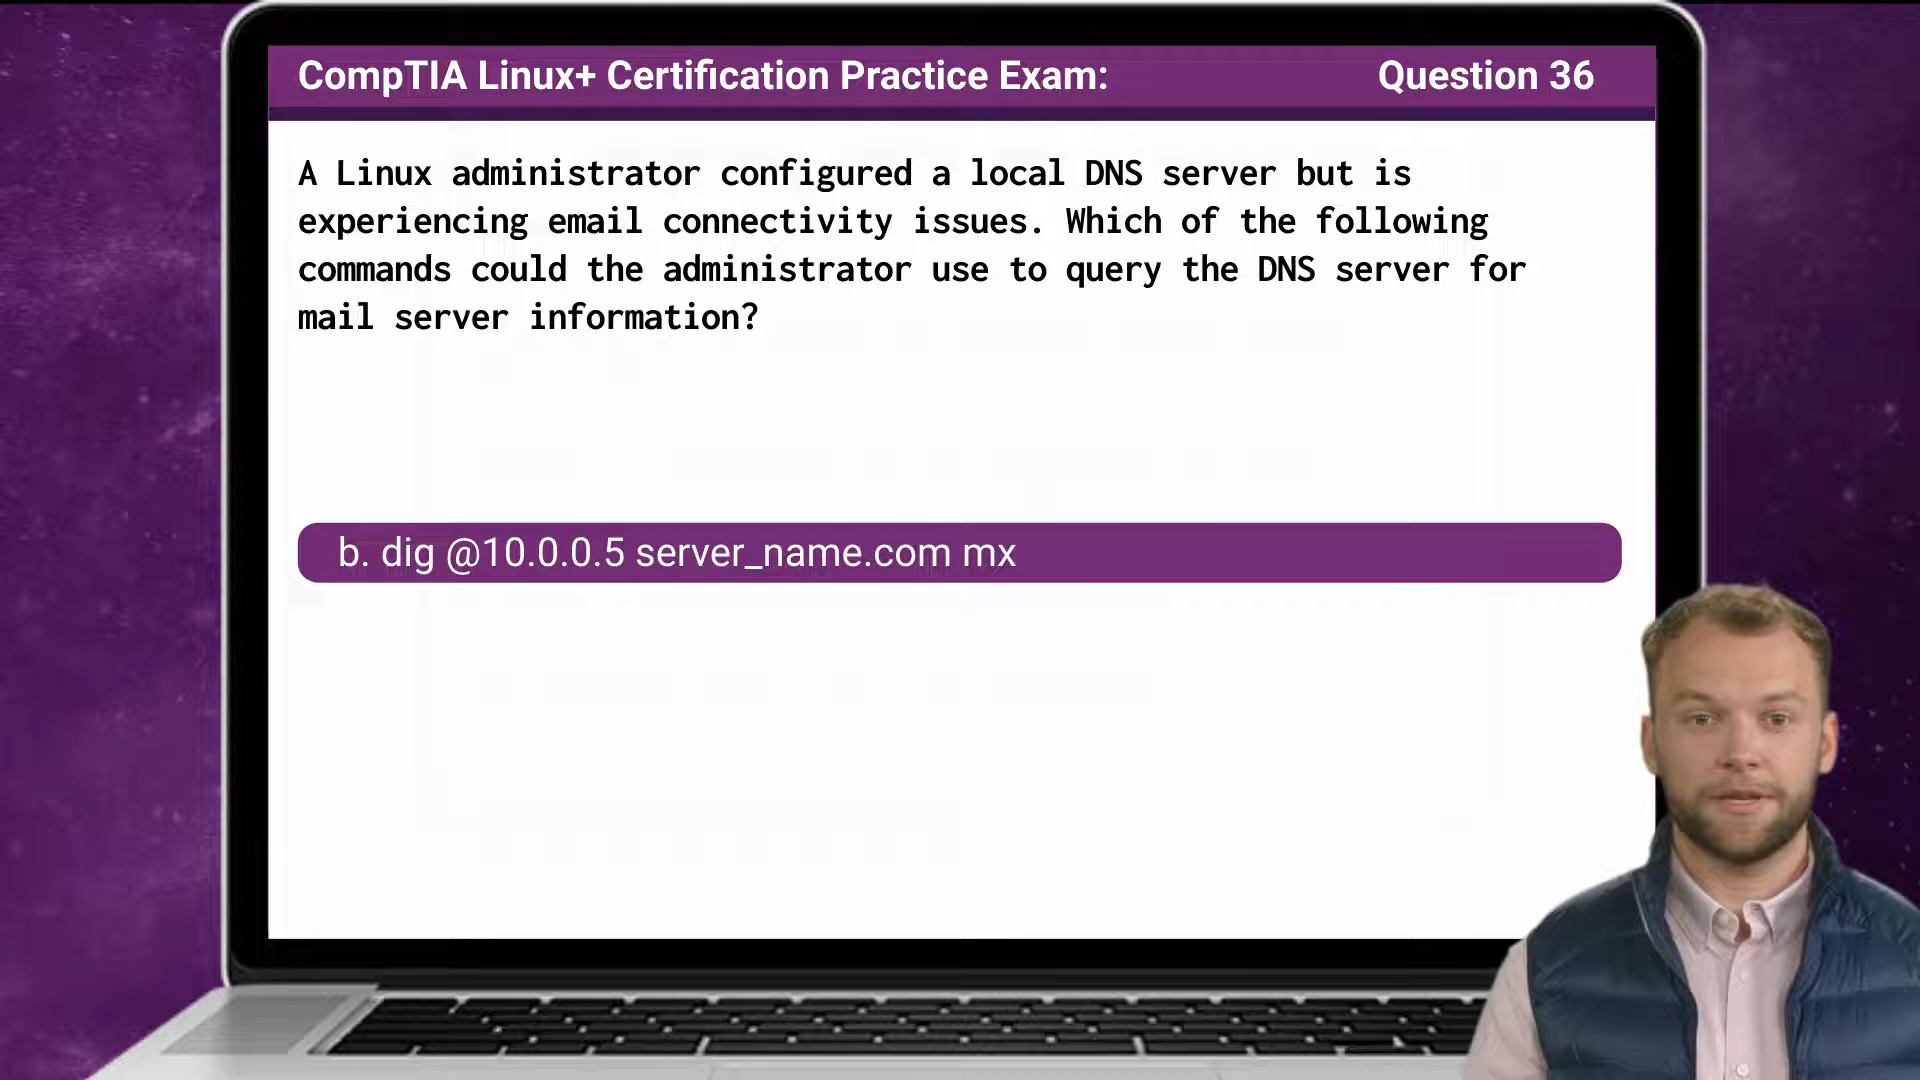 CompTIA Linux+ Certification Practice Exam: Question 36
A Linux administrator configured a local DNS server but is
experiencing email connectivity issues. Which of the following
commands could the administrator use to query the DNS server for
mail server information?
b. dig @10.0.0.5 server_name.com mx